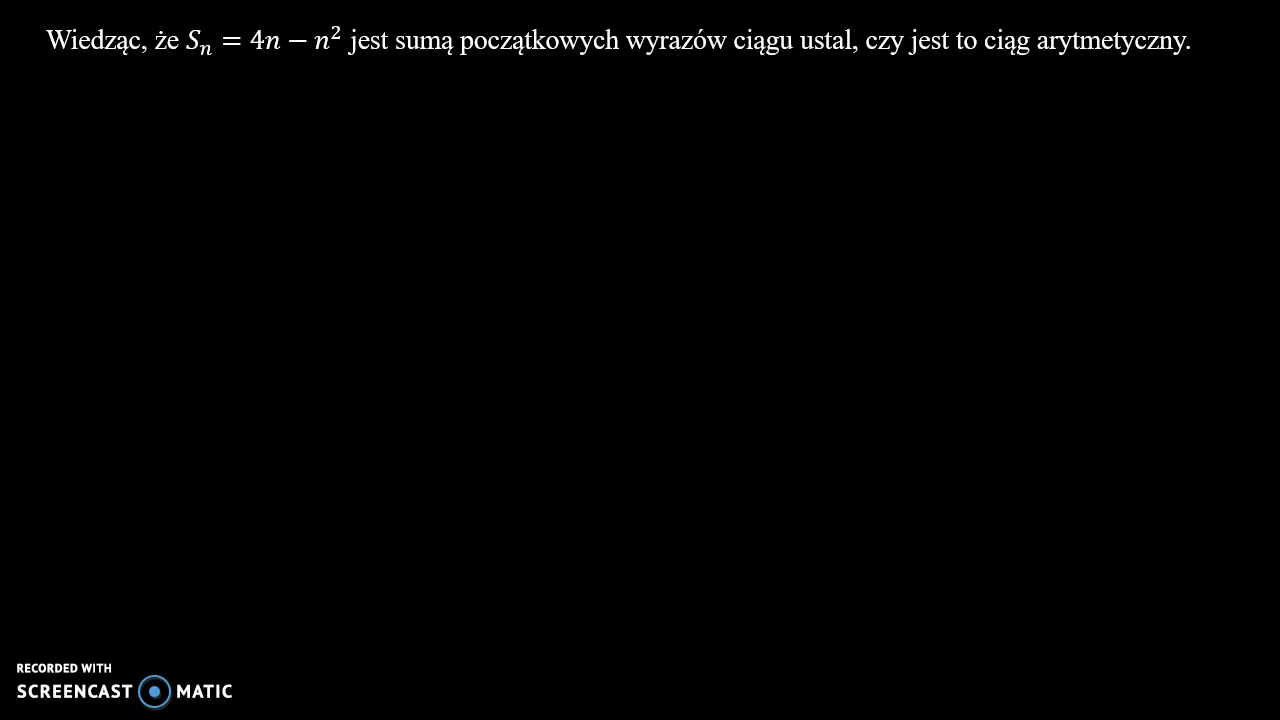 Wiedząc, że Sₙ = 4n − n² jest sumą początkowych wyrazów ciągu ustal, czy jest to ciąg arytmetyczny.
RECORDED WITH
SCREENCAST MATIC